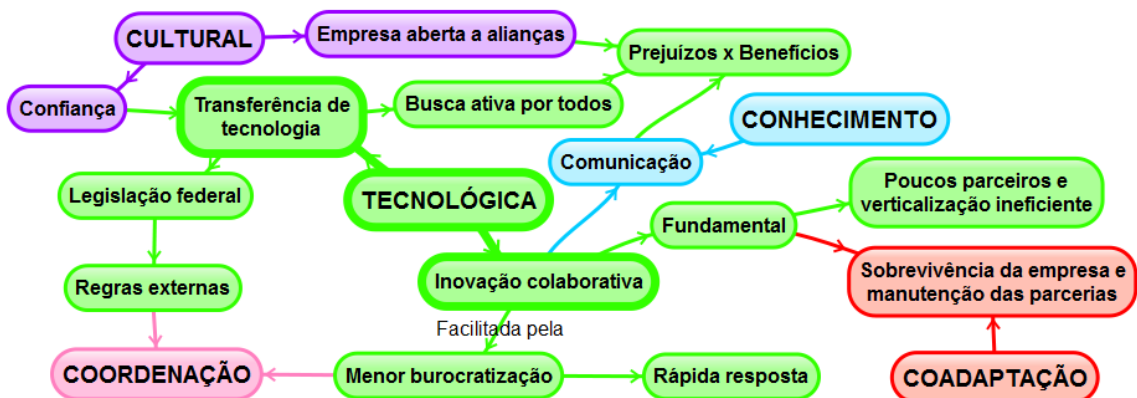 CULTURAL
Empresa aberta a alianças
Prejuízos x Benefícios
Confiança
Transferência de
tecnologia
Busca ativa por todos
CONHECIMENTO
Comunicação
Legislação federal
TECNOLÓGICA
Poucos parceiros e
verticalização ineficiente
Fundamental
Regras externas
Inovação colaborativa
Sobrevivência da empresa e
manutenção das parcerias
Facilitada pela
COORDENAÇÃO
Menor burocratização
Rápida resposta
COADAPTAÇÃO